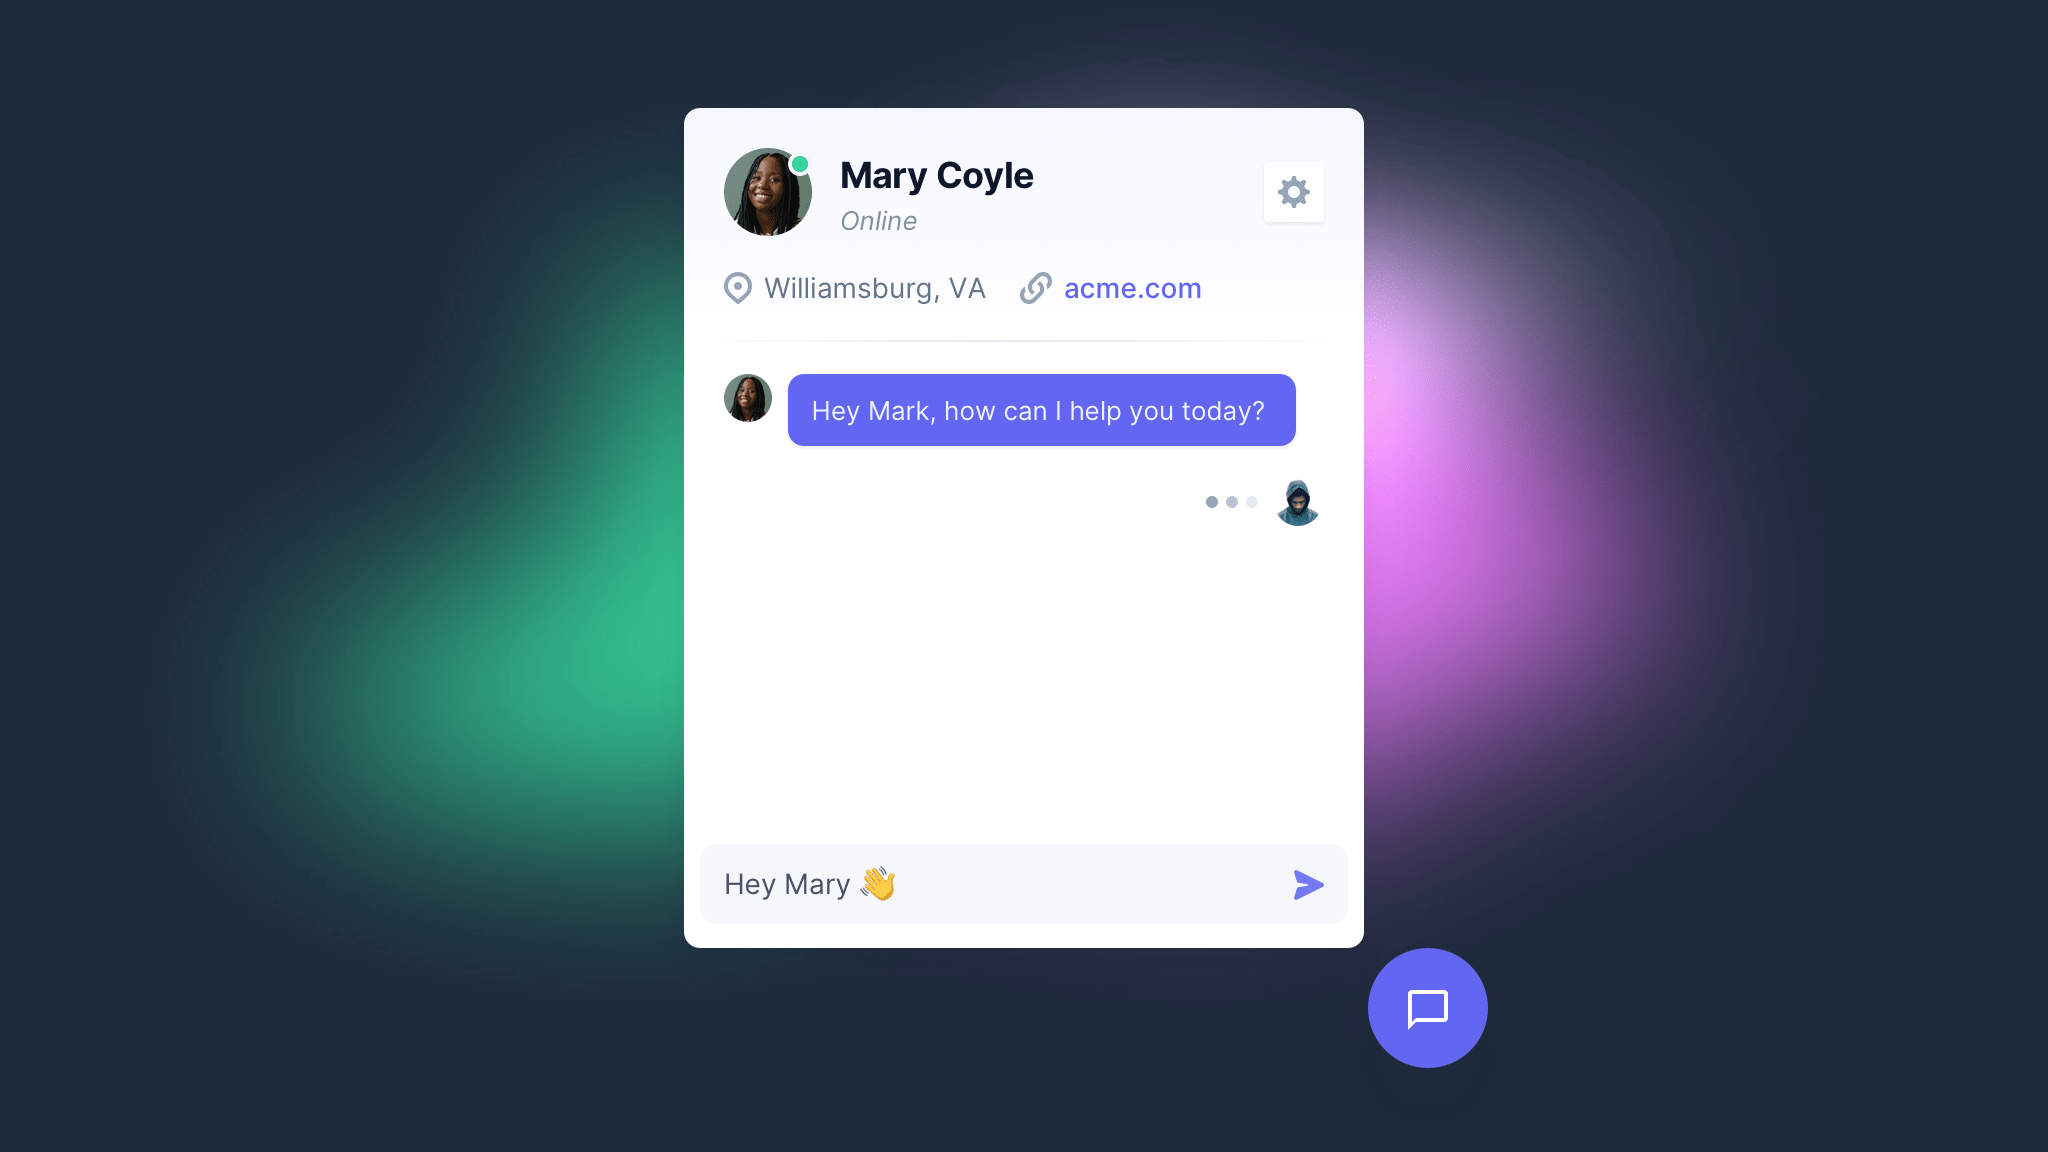 Mary Coyle
Online
Williamsburg, VA acme.com
Hey Mark, how can I help you today?
Hey Mary 👋